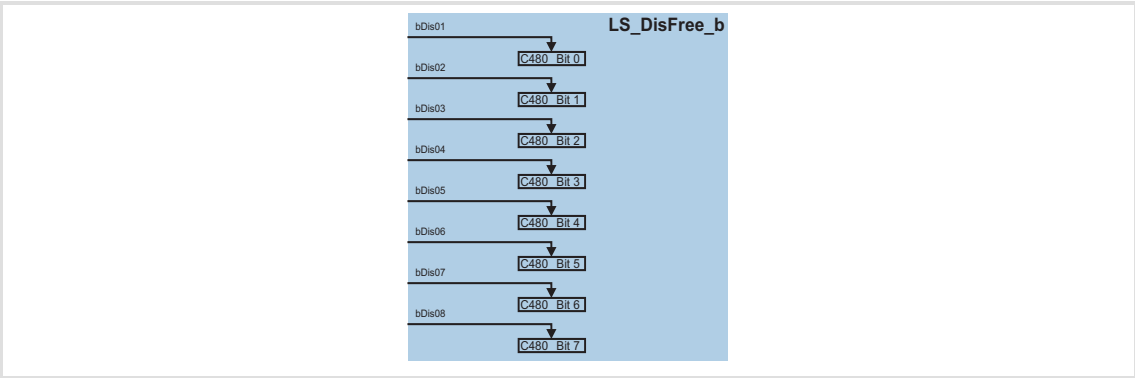 LS_DisFree_b
bDis01
C480 Bit 0
bDis02
C480 Bit 1
bDis03
C480 Bit 2
bDis04
C480 Bit 3
bDis05
C480 Bit 4
bDis06
C480 Bit 5
bDis07
C480 Bit 6
bDis08
C480 Bit 7